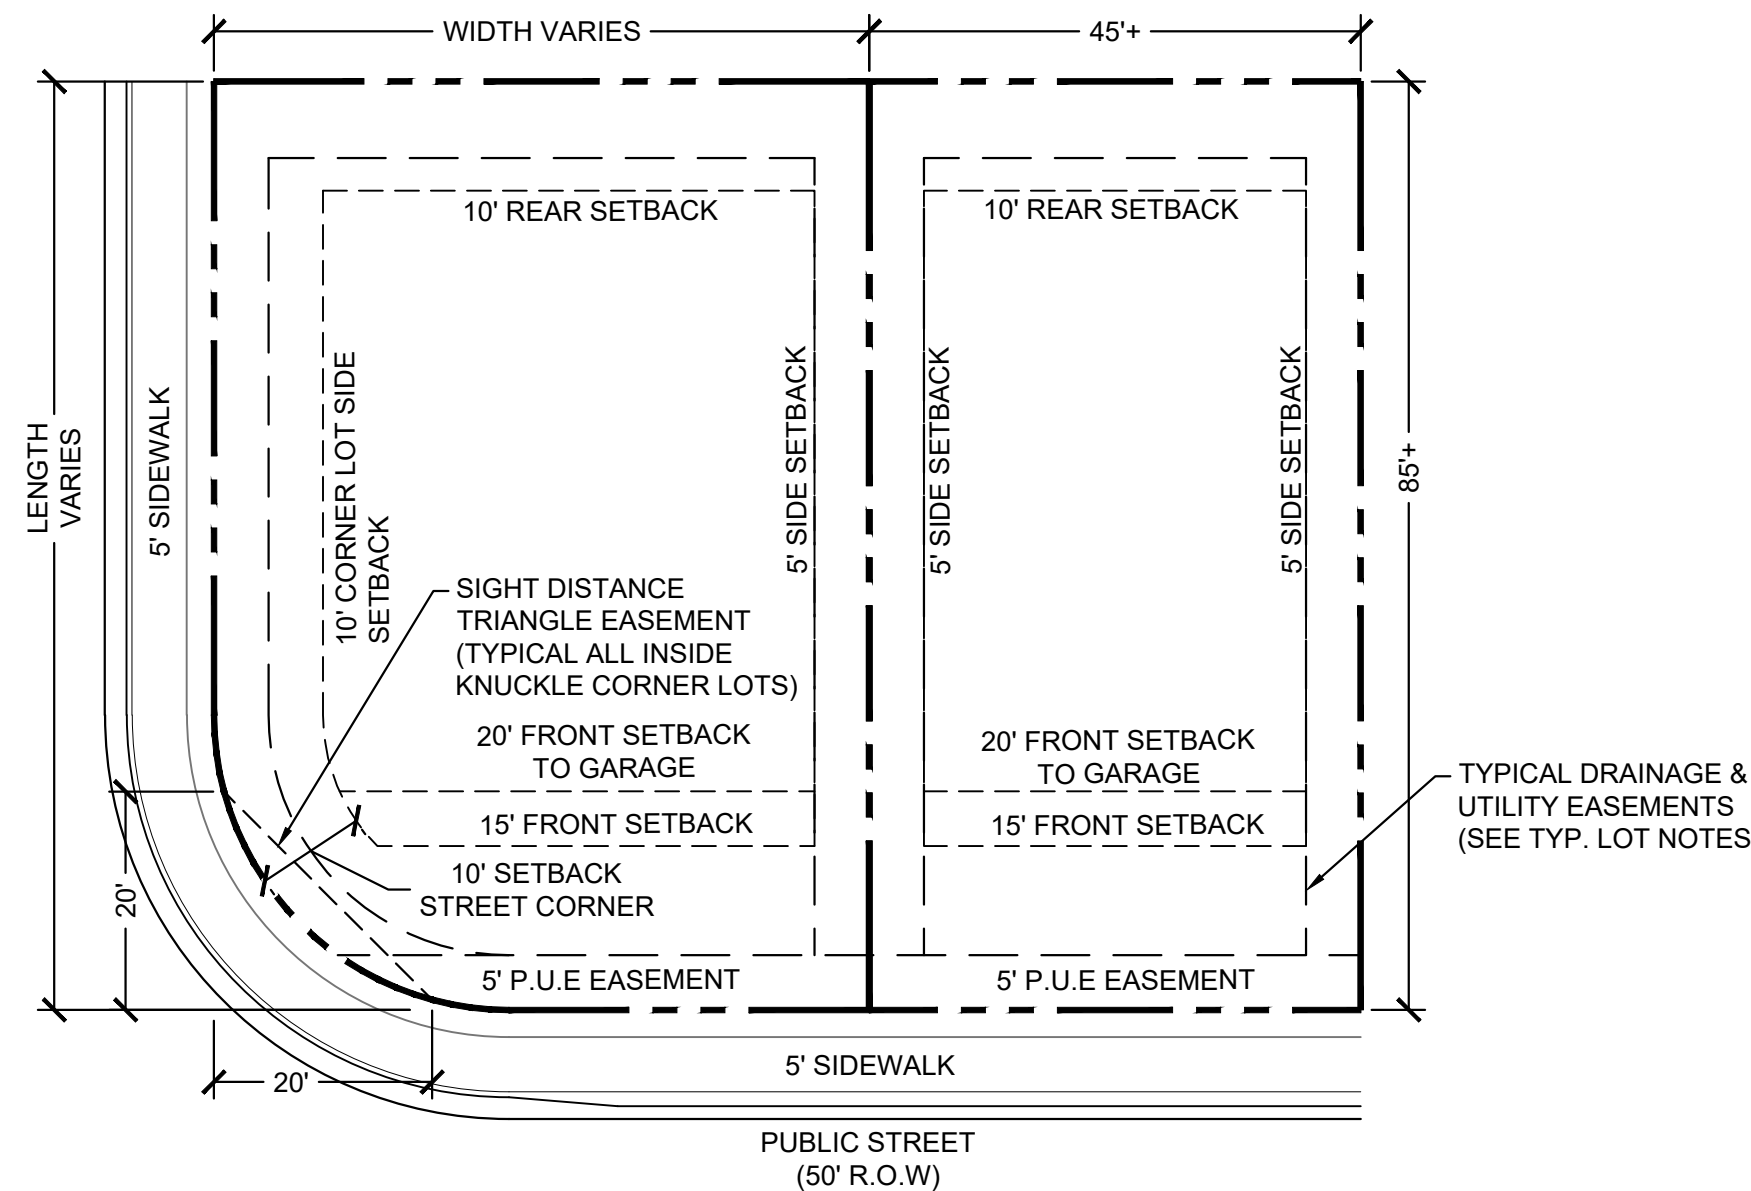 WIDTH VARIES
45'+
10' REAR SETBACK
10' REAR SETBACK
LENGTH
VARIES
5' SIDEWALK
10' CORNER LOT SIDE
SETBACK
5' SIDE SETBACK
5' SIDE SETBACK
5' SIDE SETBACK
85'+
SIGHT DISTANCE
TRIANGLE EASEMENT
(TYPICAL ALL INSIDE
KNUCKLE CORNER LOTS)
20' FRONT SETBACK
TO GARAGE
20' FRONT SETBACK
TO GARAGE
15' FRONT SETBACK
15' FRONT SETBACK
TYPICAL DRAINAGE &
UTILITY EASEMENTS
(SEE TYP. LOT NOTES
10' SETBACK
STREET CORNER
20'
5' P.U.E EASEMENT
5' P.U.E EASEMENT
20'
5' SIDEWALK
PUBLIC STREET
(50' R.O.W)